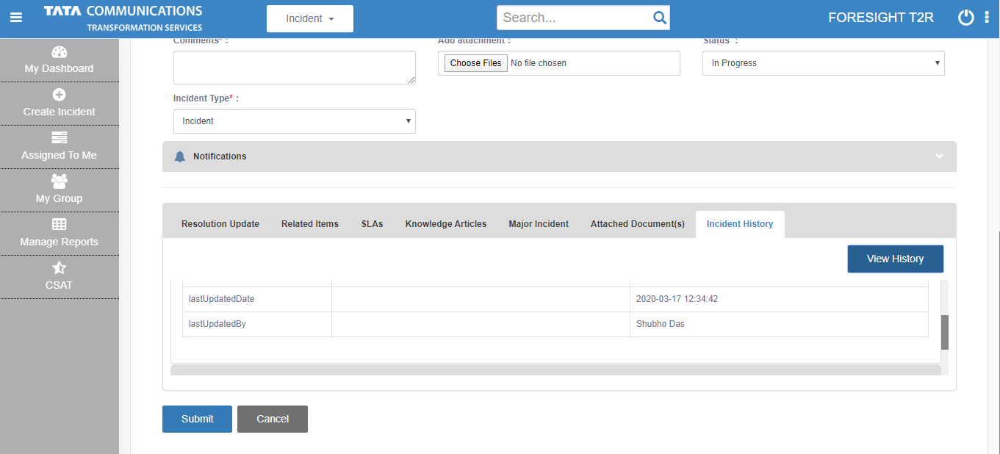 TATA COMMUNICATIONS
TRANSFORMATION SERVICES
Incident
Search...
FORESIGHT T2R
My Dashboard
Create Incident
Assigned To Me
My Group
Manage Reports
CSAT
Comments* :
Add attachment :
Status* :
Choose Files No file chosen
In Progress
Incident Type* :
Incident
Notifications
Resolution Update Related Items SLAs Knowledge Articles Major Incident Attached Document(s) Incident History
View History
lastUpdatedDate 2020-03-17 12:34:42
lastUpdatedBy Shubho Das
Submit Cancel